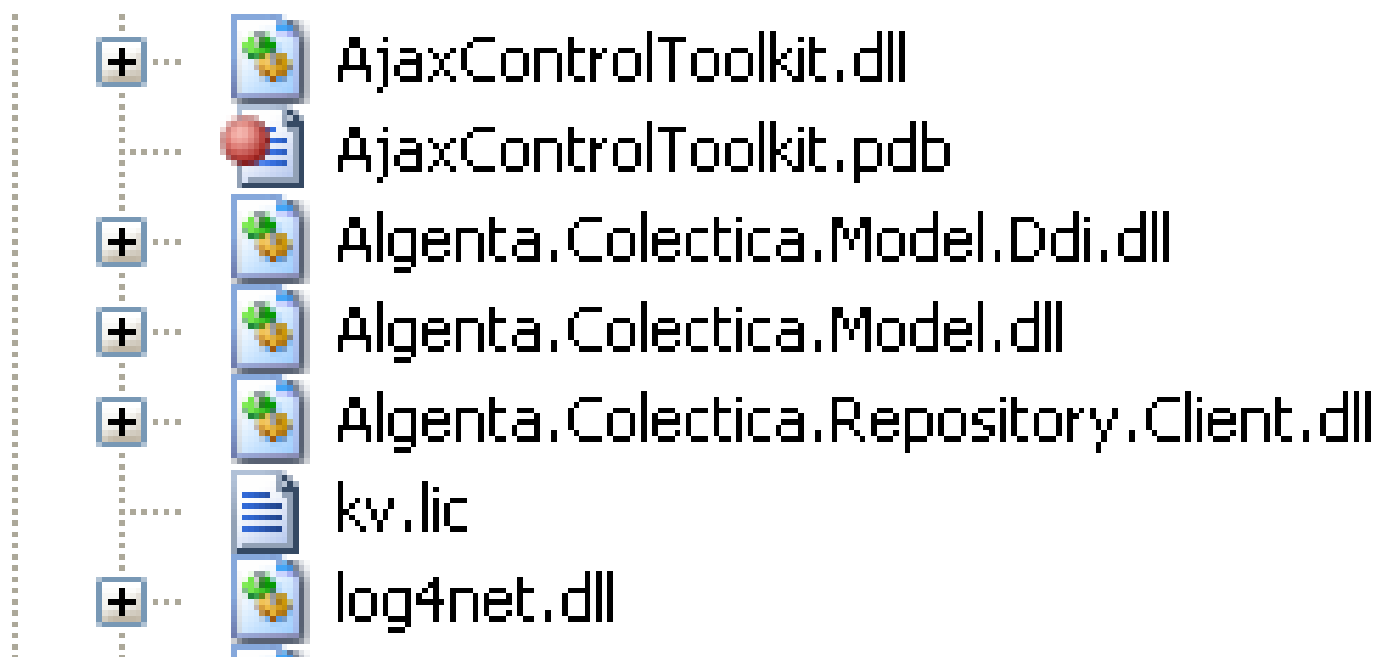 AjaxControlToolkit.dll
AjaxControlToolkit.pdb
Algenta.Colectica.Model.Ddi.dll
Algenta.Colectica.Model.dll
Algenta.Colectica.Repository.Client.dll
kv.lic
log4net.dll